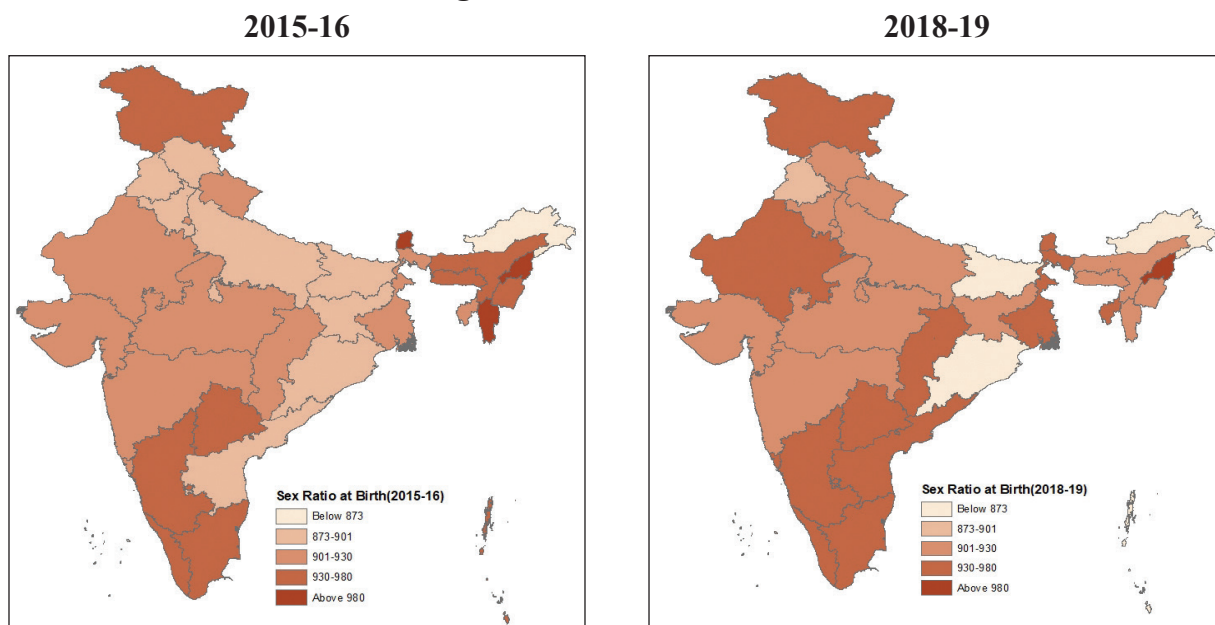 2015-16
2018-19
Sex Ratio at Birth(2015-16)
Below 873
873-901
901-930
930-980
Above 980
Sex Ratio at Birth(2018-19)
Below 873
873-901
901-930
930-980
Above 980